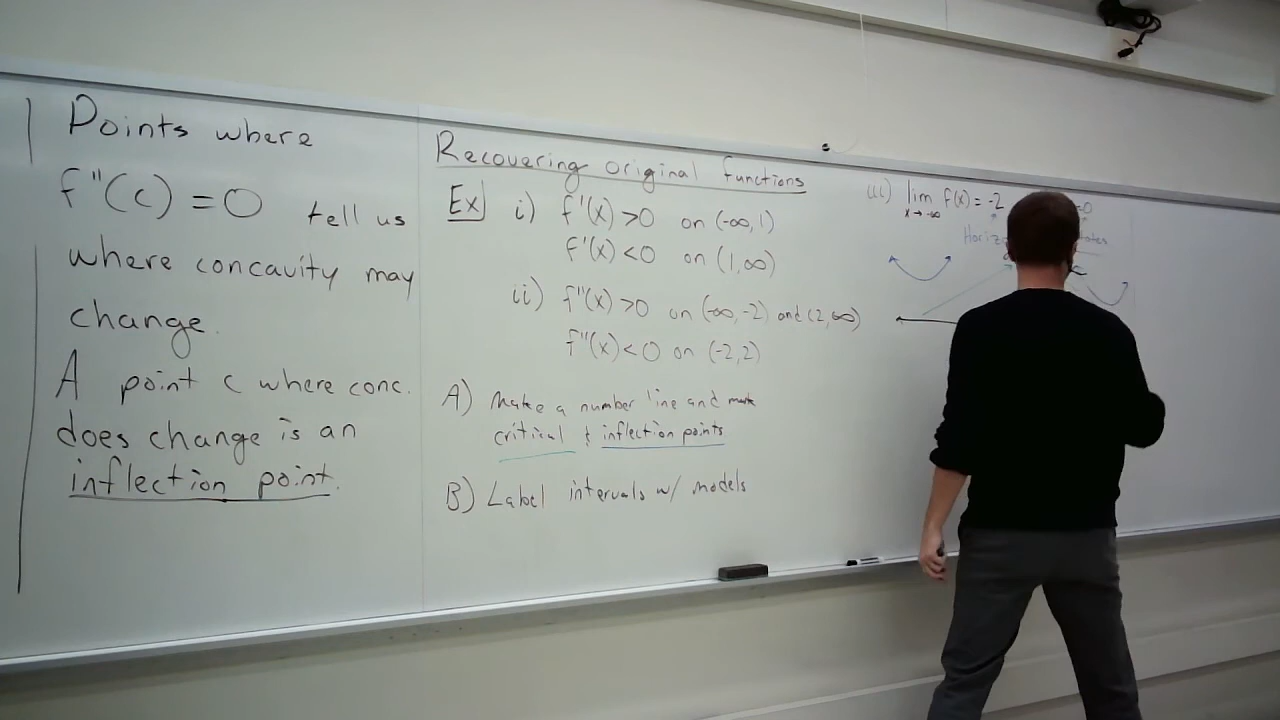 Points where
f''(c) = 0 tell us
where concavity may
change.
A point c where conc.
does change is an
inflection point.
Recovering original functions
Ex i) f'(x) > 0 on (-∞, 1)
f'(x) < 0 on (1, ∞)
ii) f''(x) > 0 on (-∞, -2) and (2, ∞)
f''(x) < 0 on (-2, 2)
A) Make a number line and mark
critical & inflection points
B) Label intervals w/ models
iii) lim f(x) = -2
x → -∞
=0